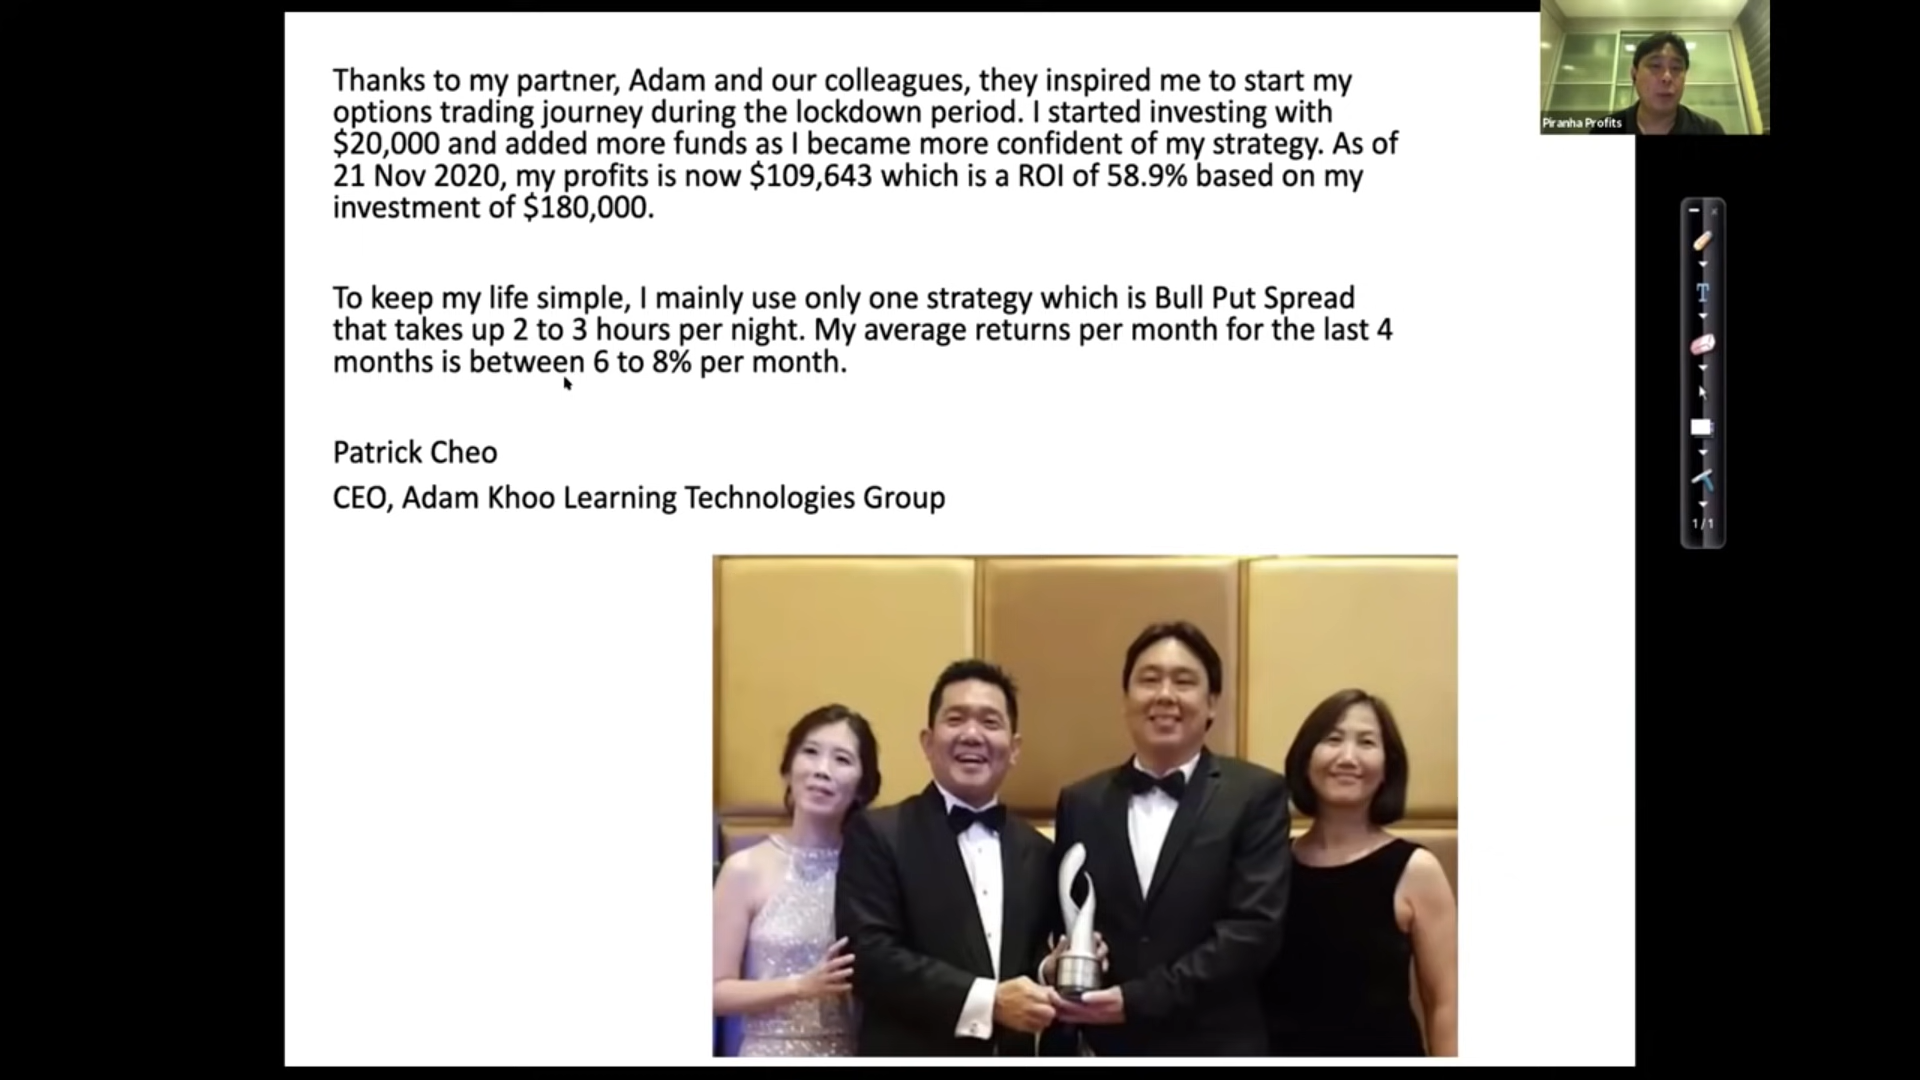 Thanks to my partner, Adam and our colleagues, they inspired me to start my
options trading journey during the lockdown period. I started investing with
$20,000 and added more funds as I became more confident of my strategy. As of
21 Nov 2020, my profits is now $109,643 which is a ROI of 58.9% based on my
investment of $180,000.
To keep my life simple, I mainly use only one strategy which is Bull Put Spread
that takes up 2 to 3 hours per night. My average returns per month for the last 4
months is between 6 to 8% per month.
Patrick Cheo
CEO, Adam Khoo Learning Technologies Group
Piranha Profits
T
1/1